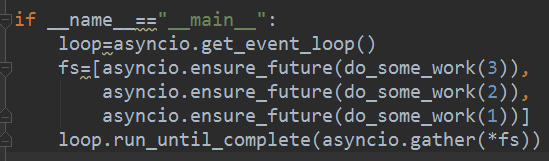 if __name__=="__main__":
    loop=asyncio.get_event_loop()
    fs=[asyncio.ensure_future(do_some_work(3)),
        asyncio.ensure_future(do_some_work(2)),
        asyncio.ensure_future(do_some_work(1))]
    loop.run_until_complete(asyncio.gather(*fs))